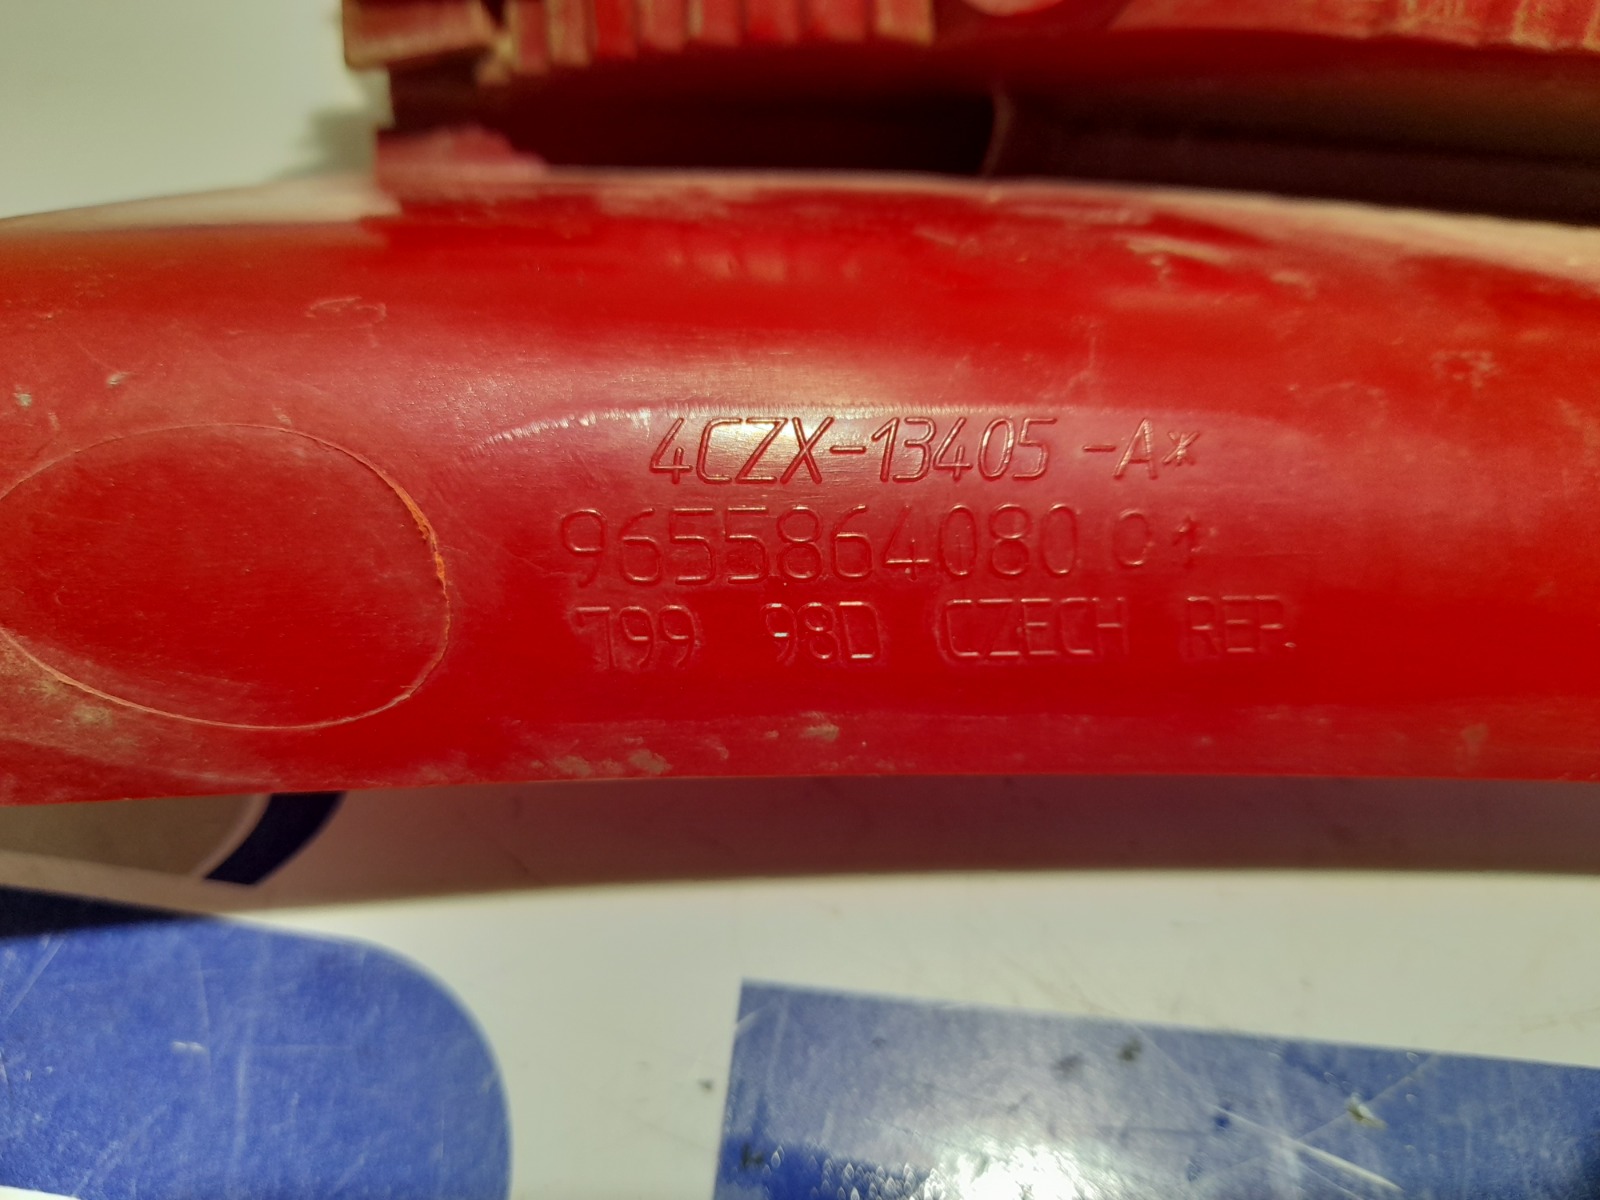 4CZX-13405-A*
9655864080 01
799 98D CZECH REP.